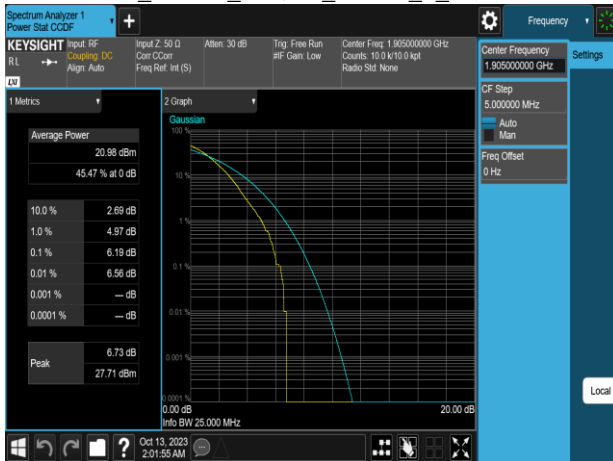 Spectrum Analyzer 1
Power Stat CCDF
+
Frequency
KEYSIGHT
RL
LXI
Input: RF
Coupling: DC
Align: Auto
Input Z: 50 Ω
Corr CCorr
Freq Ref: Int (S)
Atten: 30 dB
Trig: Free Run
#IF Gain: Low
Center Freq: 1.905000000 GHz
Counts: 10.0 k/10.0 kpt
Radio Std: None
Center Frequency
1.905000000 GHz
Settings
CF Step
5.000000 MHz
Auto
Man
Freq Offset
0 Hz
Local
1 Metrics
Average Power
20.98 dBm
45.47 % at 0 dB
10.0 % 2.69 dB
1.0 % 4.97 dB
0.1 % 6.19 dB
0.01 % 6.56 dB
0.001 % --- dB
0.0001 % --- dB
Peak
6.73 dB
27.71 dBm
2 Graph
Gaussian
100 %
10 %
1 %
0.1 %
0.01 %
0.001 %
0.0001 %
0.00 dB 20.00 dB
Info BW 25.000 MHz
?
Oct 13, 2023
2:01:55 AM